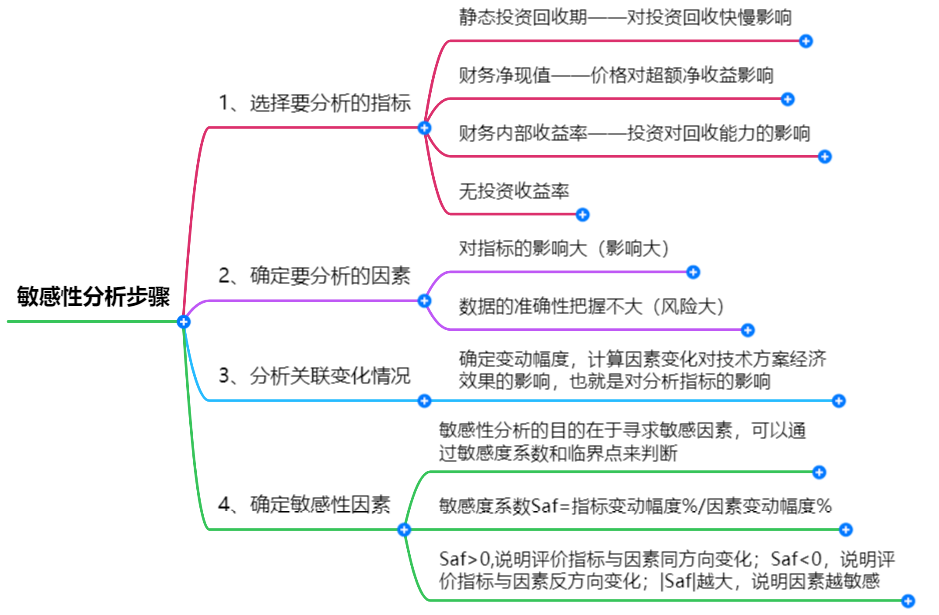 敏感性分析步骤
1、选择要分析的指标
静态投资回收期——对投资回收快慢影响
财务净现值——价格对超额净收益影响
财务内部收益率——投资对回收能力的影响
无投资收益率
2、确定要分析的因素
对指标的影响大（影响大）
数据的准确性把握不大（风险大）
3、分析关联变化情况
确定变动幅度，计算因素变化对技术方案经济
效果的影响，也就是对分析指标的影响
4、确定敏感性因素
敏感性分析的目的在于寻求敏感因素，可以通
过敏感度系数和临界点来判断
敏感度系数Saf=指标变动幅度%/因素变动幅度%
Saf>0,说明评价指标与因素同方向变化；Saf<0，说明评
价指标与因素反方向变化；|Saf|越大，说明因素越敏感